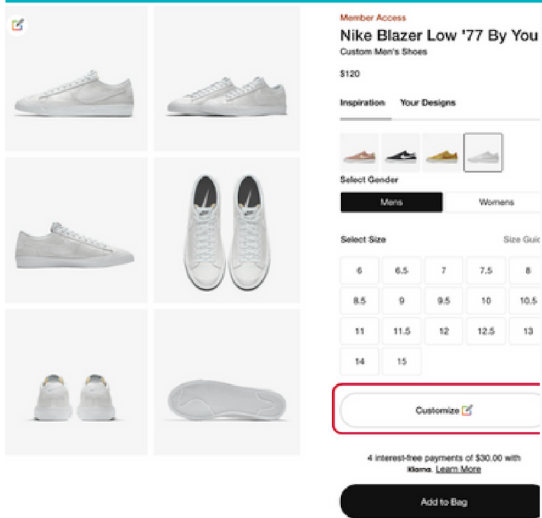 Member Access
Nike Blazer Low '77 By You
Custom Men's Shoes
$120
Inspiration Your Designs
Select Gender
Mens Womens
Select Size Size Guid
6 6.5 7 7.5 8
8.5 9 9.5 10 10.5
11 11.5 12 12.5 13
14 15
Customize
4 interest-free payments of $30.00 with
Klarna. Learn More
Add to Bag